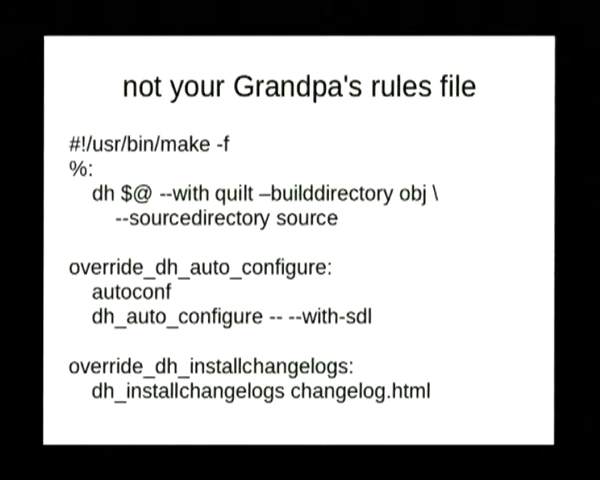 not your Grandpa's rules file
#!/usr/bin/make -f
%:
dh $@ --with quilt –builddirectory obj \
--sourcedirectory source
override_dh_auto_configure:
autoconf
dh_auto_configure -- --with-sdl
override_dh_installchangelogs:
dh_installchangelogs changelog.html